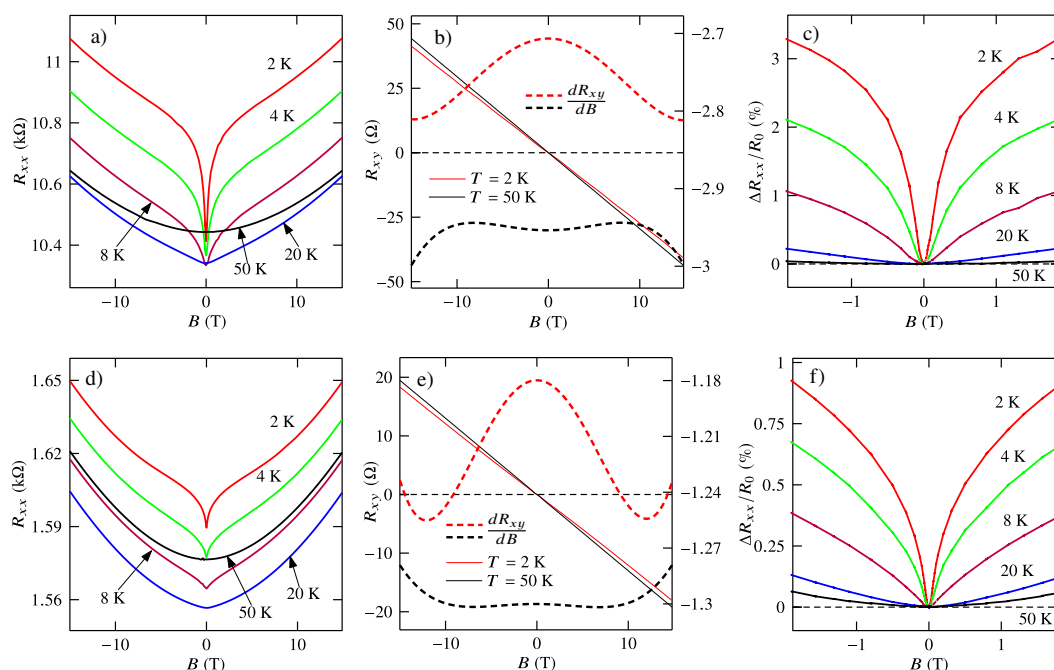 a)
11
10.8
10.6
10.4
R_xx (kΩ)
2 K
4 K
8 K
50 K
20 K
−10 0 10
B (T)
b)
50
25
0
−25
−50
R_xy (Ω)
dR_xy
dB
T = 2 K
T = 50 K
−2.7
−2.8
−2.9
−3
−10 0 10
B (T)
c)
3
2
1
0
ΔR_xx/R_0 (%)
2 K
4 K
8 K
20 K
50 K
−1 0 1
B (T)
d)
1.65
1.62
1.59
1.56
R_xx (kΩ)
2 K
4 K
8 K
50 K
20 K
−10 0 10
B (T)
e)
20
10
0
−10
−20
R_xy (Ω)
dR_xy
dB
T = 2 K
T = 50 K
−1.18
−1.21
−1.24
−1.28
−1.3
−10 0 10
B (T)
f)
1
0.75
0.5
0.25
0
ΔR_xx/R_0 (%)
2 K
4 K
8 K
20 K
50 K
−1 0 1
B (T)